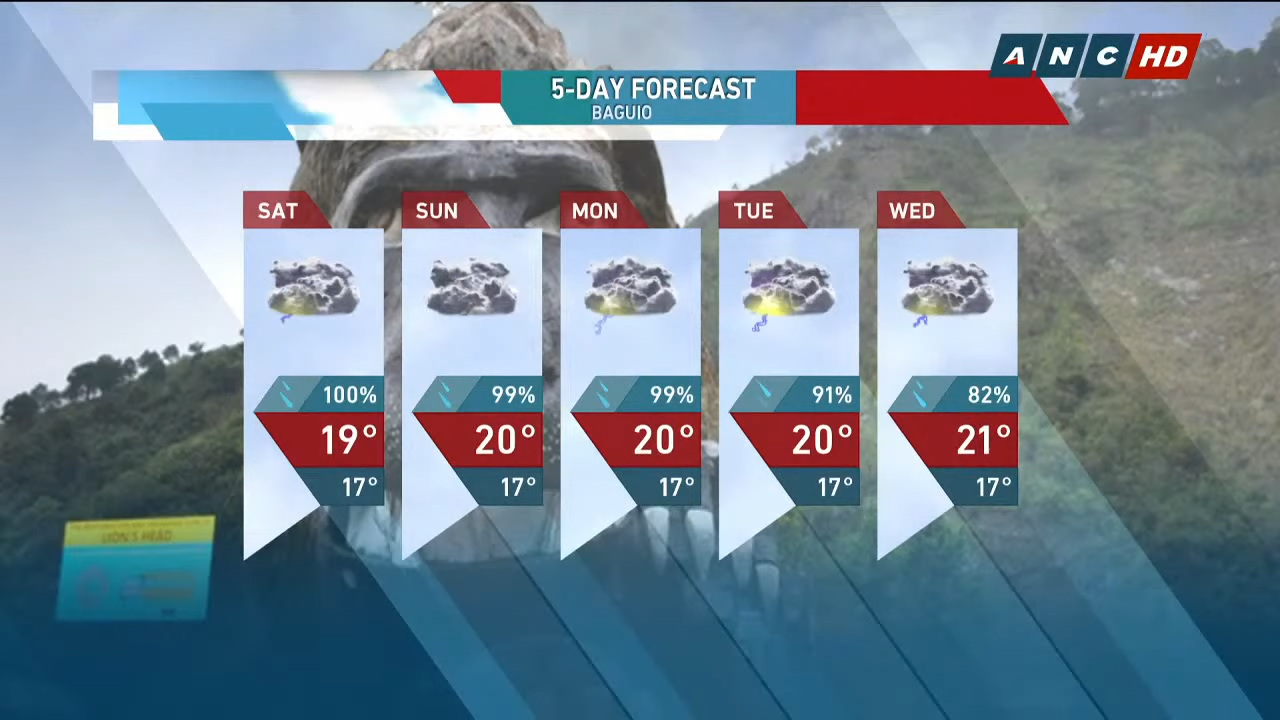 ANC HD
5-DAY FORECAST
BAGUIO
SAT SUN MON TUE WED
100% 99% 99% 91% 82%
19° 20° 20° 20° 21°
17° 17° 17° 17° 17°
LION'S HEAD